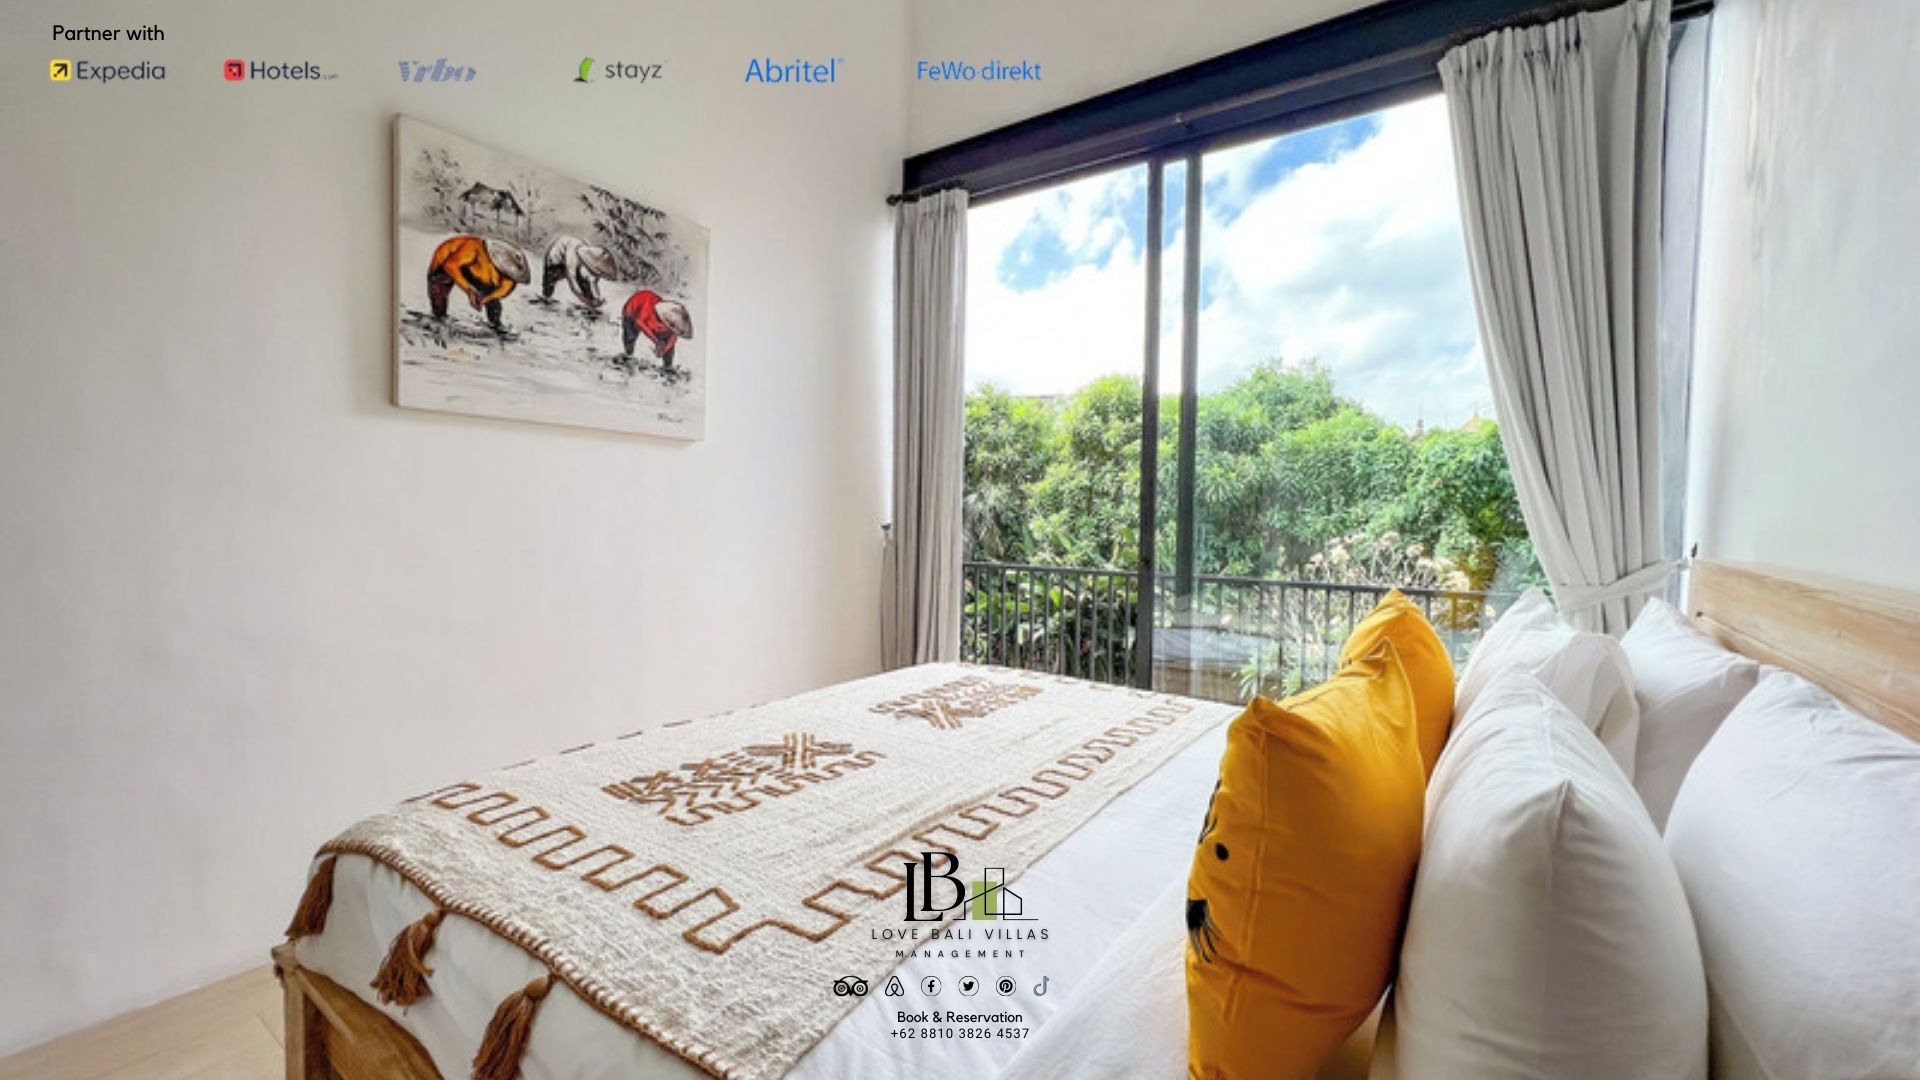 Partner with
Expedia
Hotels.com
Vrbo
stayz
Abritel
FeWo-direkt
LB
LOVE BALI VILLAS
MANAGEMENT
Book & Reservation
+62 8810 3826 4537